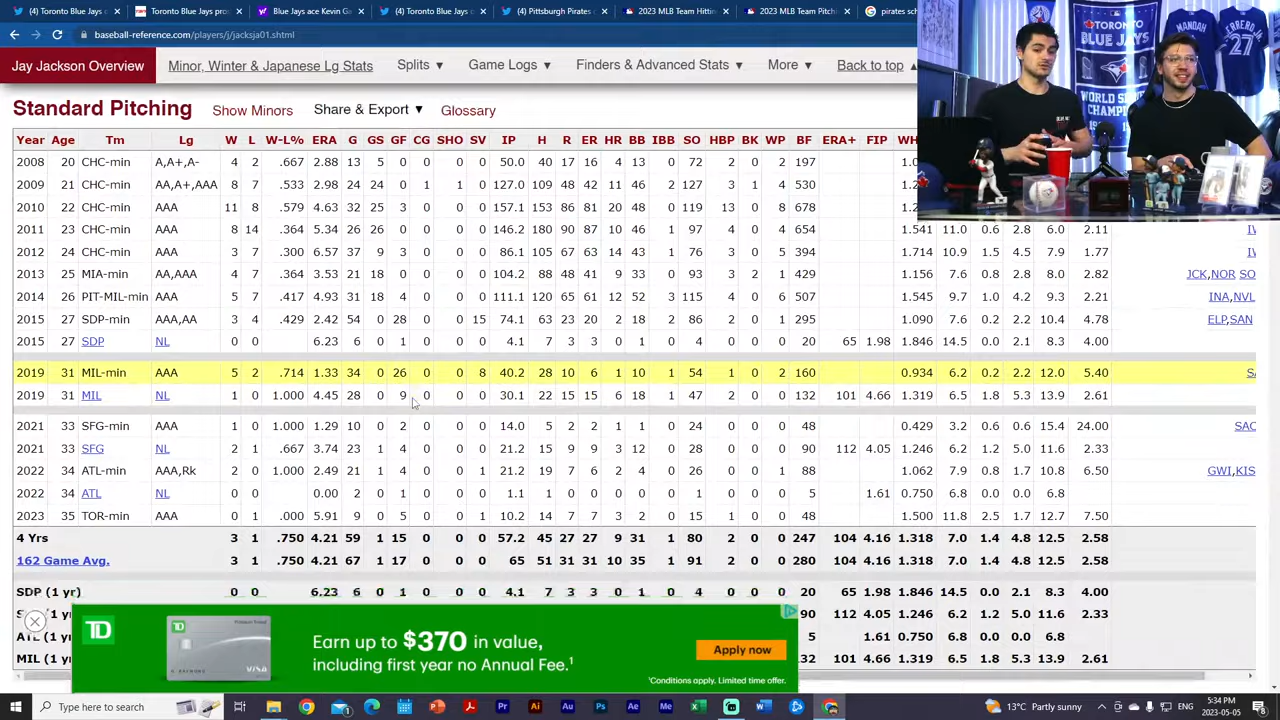 (1) Toronto Blue Jays
Toronto Blue Jays pro
Blue Jays ace Kevin Ga
(4) Toronto Blue Jays
Pittsburgh Pirates c
2023 MLB Team Hittin
2023 MLB Team Pitch
pirates sch
baseball-reference.com/players/j/jacksja01.shtml
Jay Jackson Overview Minor, Winter & Japanese Lg Stats Splits ▼ Game Logs ▼ Finders & Advanced Stats ▼ More ▼ Back to top ▲
Standard Pitching Show Minors Share & Export ▼ Glossary
Year Age Tm Lg W L W-L% ERA G GS GF CG SHO SV IP H R ER HR BB IBB SO HBP BK WP BF ERA+ FIP WH
2008 20 CHC-min A,A+,A- 4 2 .667 2.88 13 5 0 0 0 0 50.0 40 17 16 4 13 0 72 2 0 2 197 1.0
2009 21 CHC-min AA,A+,AAA 8 7 .533 2.98 24 24 0 1 1 0 127.0 109 48 42 11 46 2 127 3 1 4 530 1.2
2010 22 CHC-min AAA 11 8 .579 4.63 32 25 3 0 0 0 157.1 153 86 81 20 48 0 119 13 0 8 678 1.2
2011 23 CHC-min AAA 8 14 .364 5.34 26 26 0 0 0 0 146.2 180 90 87 10 46 1 97 4 0 4 654 1.541 11.0 0.6 2.8 6.0 2.11 IV
2012 24 CHC-min AAA 3 7 .300 6.57 37 9 3 0 0 0 86.1 103 67 63 14 43 1 76 3 0 5 394 1.714 10.9 1.5 4.5 7.9 1.77 IV
2013 25 MIA-min AA,AAA 4 7 .364 3.53 21 18 0 0 0 0 104.2 88 48 41 9 33 0 93 3 2 1 429 1.156 7.6 0.8 2.8 8.0 2.82 JCK,NOR SO
2014 26 PIT-MIL-min AAA 5 7 .417 4.93 31 18 4 0 0 0 111.1 120 65 61 12 52 3 115 4 0 6 507 1.545 9.7 1.0 4.2 9.3 2.21 INA,NVL
2015 27 SDP-min AAA,AA 3 4 .429 2.42 54 0 28 0 0 15 74.1 63 23 20 2 18 2 86 2 0 1 295 1.090 7.6 0.2 2.2 10.4 4.78 ELP,SAN
2015 27 SDP NL 0 0 6.23 6 0 1 0 0 0 4.1 7 3 3 0 1 0 4 0 0 0 20 65 1.98 1.846 14.5 0.0 2.1 8.3 4.00
2019 31 MIL-min AAA 5 2 .714 1.33 34 0 26 0 0 8 40.2 28 10 6 1 10 1 54 1 0 2 160 0.934 6.2 0.2 2.2 12.0 5.40 SA
2019 31 MIL NL 1 0 1.000 4.45 28 0 9 0 0 0 30.1 22 15 15 6 18 1 47 2 0 0 132 101 4.66 1.319 6.5 1.8 5.3 13.9 2.61
2021 33 SFG-min AAA 1 0 1.000 1.29 10 0 2 0 0 0 14.0 5 2 2 1 1 0 24 0 0 0 48 0.429 3.2 0.6 0.6 15.4 24.00 SAC
2021 33 SFG NL 2 1 .667 3.74 23 1 4 0 0 0 21.2 15 9 9 3 12 0 28 0 0 0 90 112 4.05 1.246 6.2 1.2 5.0 11.6 2.33
2022 34 ATL-min AAA,Rk 2 0 1.000 2.49 21 1 4 0 0 1 21.2 19 7 6 2 4 0 26 0 0 1 88 1.062 7.9 0.8 1.7 10.8 6.50 GWI,KIS
2022 34 ATL NL 0 0 0.00 2 0 1 0 0 0 1.1 1 0 0 0 0 0 1 0 0 0 5 1.61 0.750 6.8 0.0 0.0 6.8
2023 35 TOR-min AAA 0 1 .000 5.91 9 0 5 0 0 1 10.2 14 7 7 3 2 0 15 1 0 0 48 1.500 11.8 2.5 1.7 12.7 7.50
4 Yrs 3 1 .750 4.21 59 1 15 0 0 0 57.2 45 27 27 9 31 1 80 2 0 0 247 104 4.16 1.318 7.0 1.4 4.8 12.5 2.58
162 Game Avg. 3 1 .750 4.21 67 1 17 0 0 0 65 51 31 31 10 35 1 91 2 0 0 280 104 4.16 1.318 7.0 1.4 4.8 12.5 2.58
SDP (1 yr) 0 0 6.23 6 0 1 0 0 0 4.1 7 3 3 0 1 0 4 0 0 0 20 65 1.98 1.846 14.5 0.0 2.1 8.3 4.00
90 112 4.05 1.246 6.2 1.2 5.0 11.6 2.33
ATL (1 y 5 1.61 0.750 6.8 0.0 0.0 6.8
MIL (1 y 132 101 4.66 1.319 6.5 1.8 5.3 13.9 2.61
TD
Earn up to $370 in value,
including first year no Annual Fee.¹
Apply now
¹Conditions apply. Limited time offer.
VISA
TORONTO
BLUE JAYS
WORLD
MANOAH
27
Type here to search
13°C Partly sunny
5:34 PM
2023-05-05